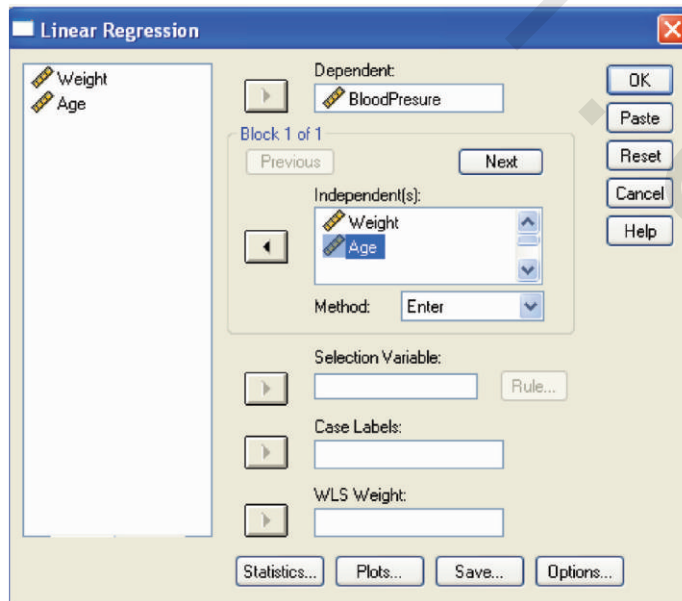 Linear Regression
Weight
Age
Dependent:
BloodPresure
Block 1 of 1
Previous
Next
Independent(s):
Weight
Age
Method:
Enter
Selection Variable:
Rule...
Case Labels:
WLS Weight:
Statistics...
Plots...
Save...
Options...
OK
Paste
Reset
Cancel
Help